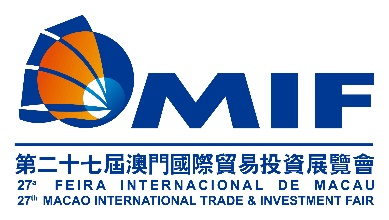 MIF
第二十七屆澳門國際貿易投資展覽會
27ª FEIRA INTERNACIONAL DE MACAU
27th MACAO INTERNATIONAL TRADE & INVESTMENT FAIR